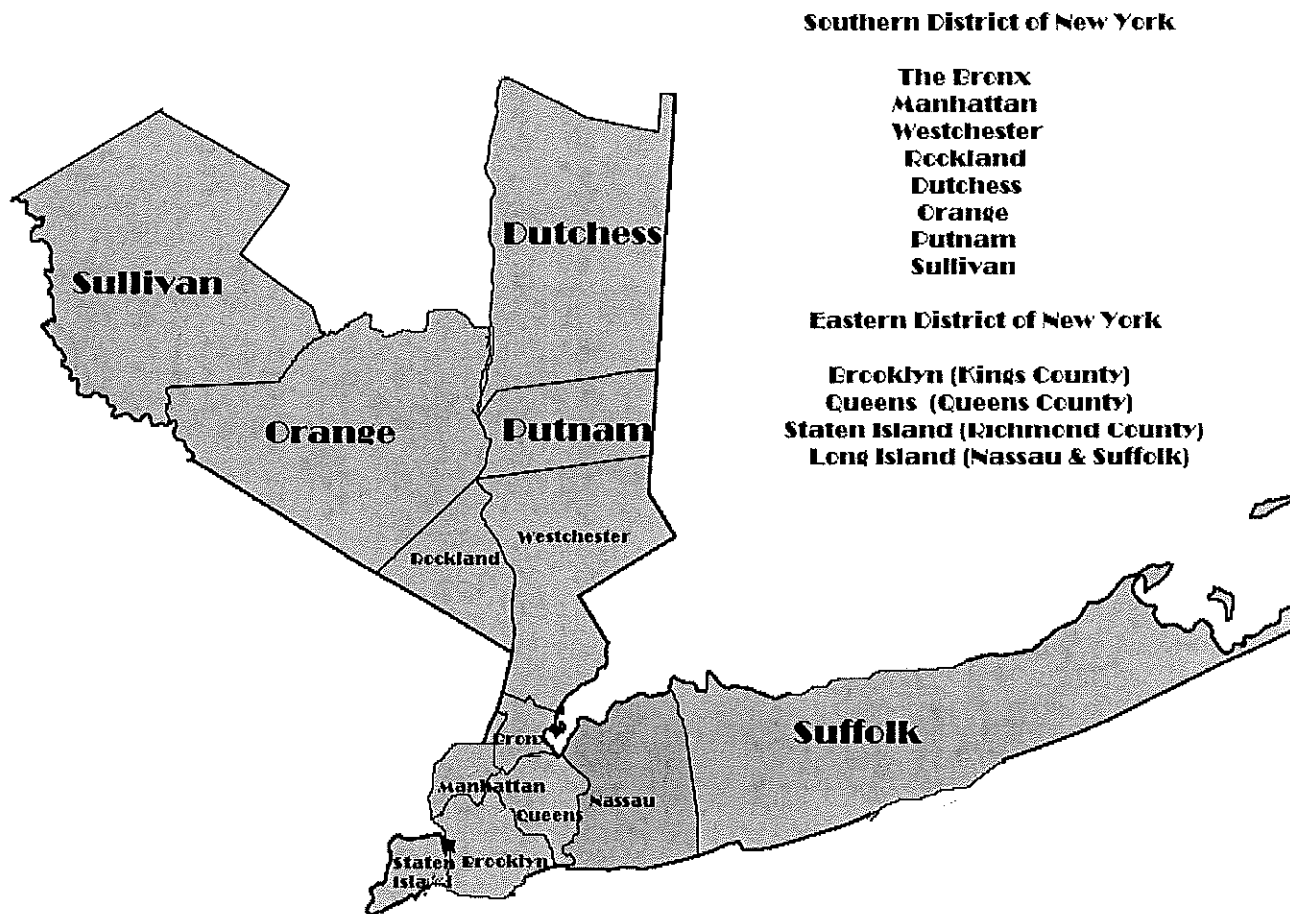 Southern District of New York
The Bronx
Manhattan
Westchester
Rockland
Dutchess
Orange
Putnam
Sullivan
Eastern District of New York
Brooklyn (Kings County)
Queens (Queens County)
Staten Island (Richmond County)
Long Island (Nassau & Suffolk)
Dutchess
Sullivan
Orange
Putnam
Westchester
Rockland
Suffolk
Bronx
Manhattan
Nassau
Queens
Staten
Island
Brooklyn